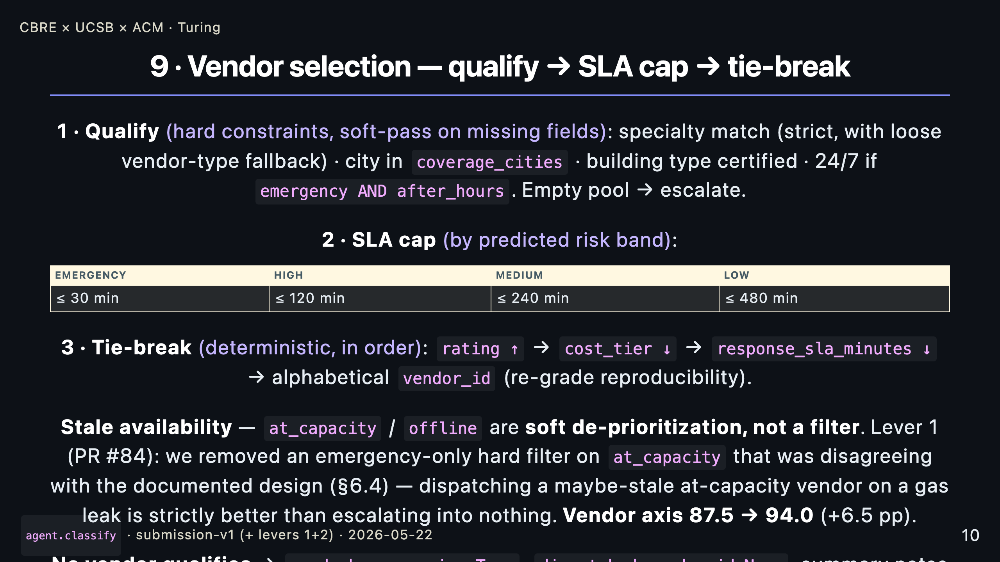 CBRE × UCSB × ACM · Turing
9 · Vendor selection — qualify → SLA cap → tie-break
1 · Qualify (hard constraints, soft-pass on missing fields): specialty match (strict, with loose
vendor-type fallback) · city in coverage_cities · building type certified · 24/7 if
emergency AND after_hours. Empty pool → escalate.
2 · SLA cap (by predicted risk band):
EMERGENCY HIGH MEDIUM LOW
≤ 30 min ≤ 120 min ≤ 240 min ≤ 480 min
3 · Tie-break (deterministic, in order): rating ↑ → cost_tier ↓ → response_sla_minutes ↓
→ alphabetical vendor_id (re-grade reproducibility).
Stale availability — at_capacity / offline are soft de-prioritization, not a filter. Lever 1
(PR #84): we removed an emergency-only hard filter on at_capacity that was disagreeing
with the documented design (§6.4) — dispatching a maybe-stale at-capacity vendor on a gas
leak is strictly better than escalating into nothing. Vendor axis 87.5 → 94.0 (+6.5 pp).
agent.classify · submission-v1 (+ levers 1+2) · 2026-05-22
10
No vendor qualifies → summary notes